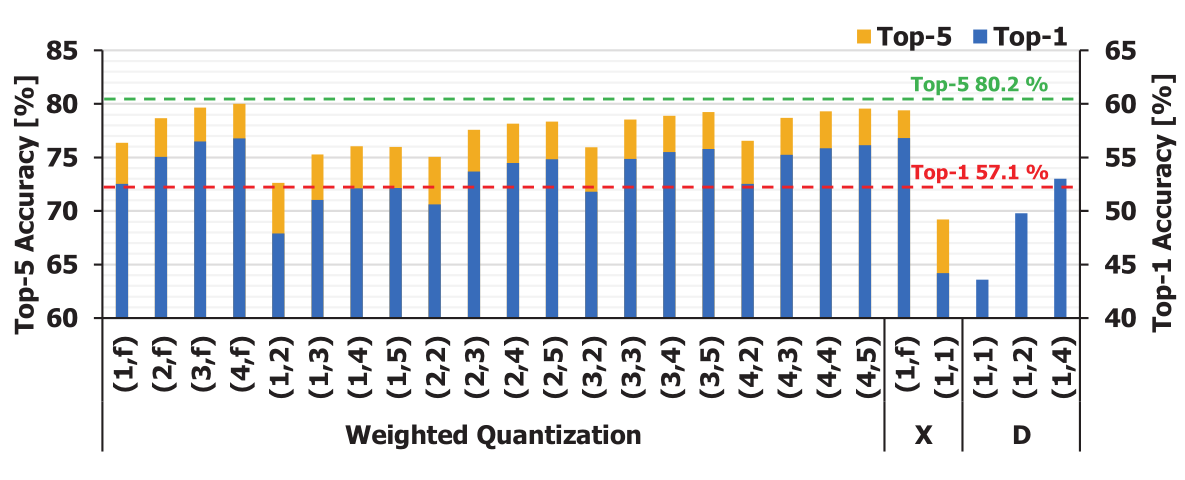 Top-5 Top-1
85 65
80 60
75 55
70 50
65 45
60 40
Top-5 Accuracy [%]
Top-1 Accuracy [%]
Top-5 80.2 %
Top-1 57.1 %
(1,f) (2,f) (3,f) (4,f) (1,2) (1,3) (1,4) (1,5) (2,2) (2,3) (2,4) (2,5) (3,2) (3,3) (3,4) (3,5) (4,2) (4,3) (4,4) (4,5) (1,f) (1,1) (1,1) (1,2) (1,4)
Weighted Quantization X D